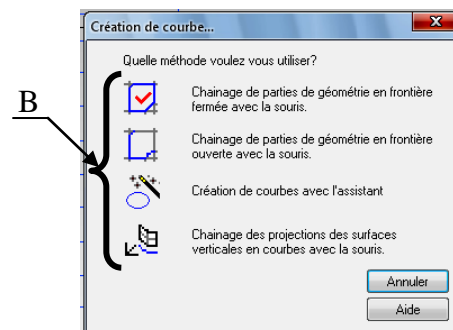 Création de courbe...
Quelle méthode voulez vous utiliser?
B
Chainage de parties de géométrie en frontière
fermée avec la souris.
Chainage de parties de géométrie en frontière
ouverte avec la souris.
Création de courbes avec l'assistant
Chainage des projections des surfaces
verticales en courbes avec la souris.
Annuler
Aide